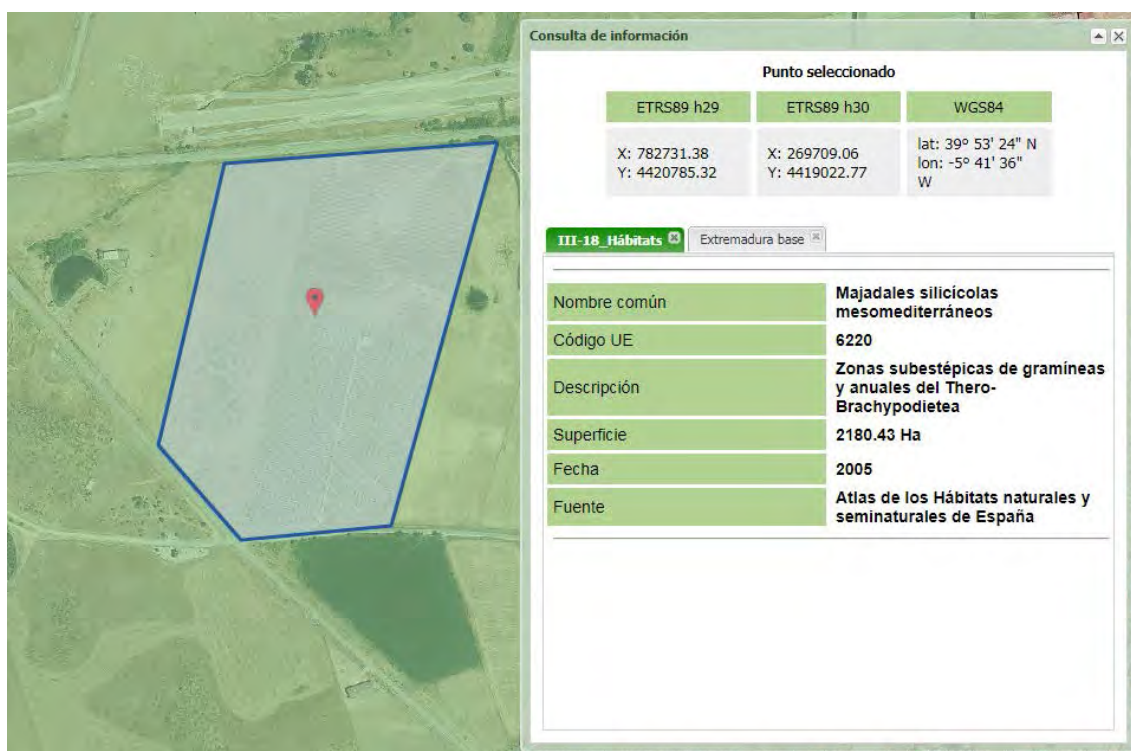 Consulta de información
Punto seleccionado
ETRS89 h29
ETRS89 h30
WGS84
X: 782731.38
Y: 4420785.32
X: 269709.06
Y: 4419022.77
lat: 39º 53' 24" N
lon: -5º 41' 36"
W
III-18_Hábitats
Extremadura base
Nombre común
Majadales silicícolas
mesomediterráneos
Código UE
6220
Descripción
Zonas subestépicas de gramíneas
y anuales del Thero-
Brachypodietea
Superficie
2180.43 Ha
Fecha
2005
Fuente
Atlas de los Hábitats naturales y
seminaturales de España